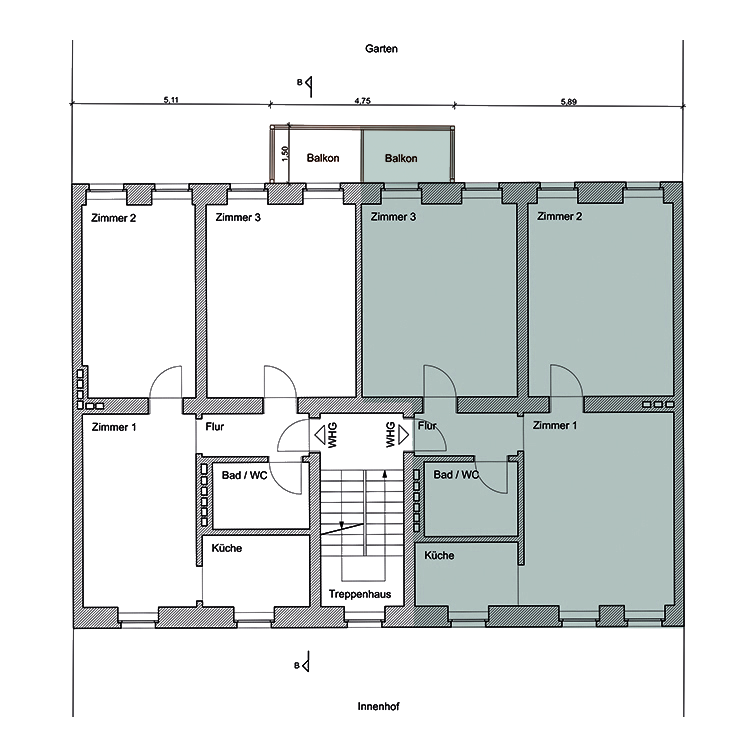 Garten
B
5,11 4,75 5,89
1,50
Balkon Balkon
Zimmer 2 Zimmer 3 Zimmer 3 Zimmer 2
Zimmer 1 Flur WHG WHG Flur Zimmer 1
Bad / WC Bad / WC
Küche Küche
Treppenhaus
B
Innenhof